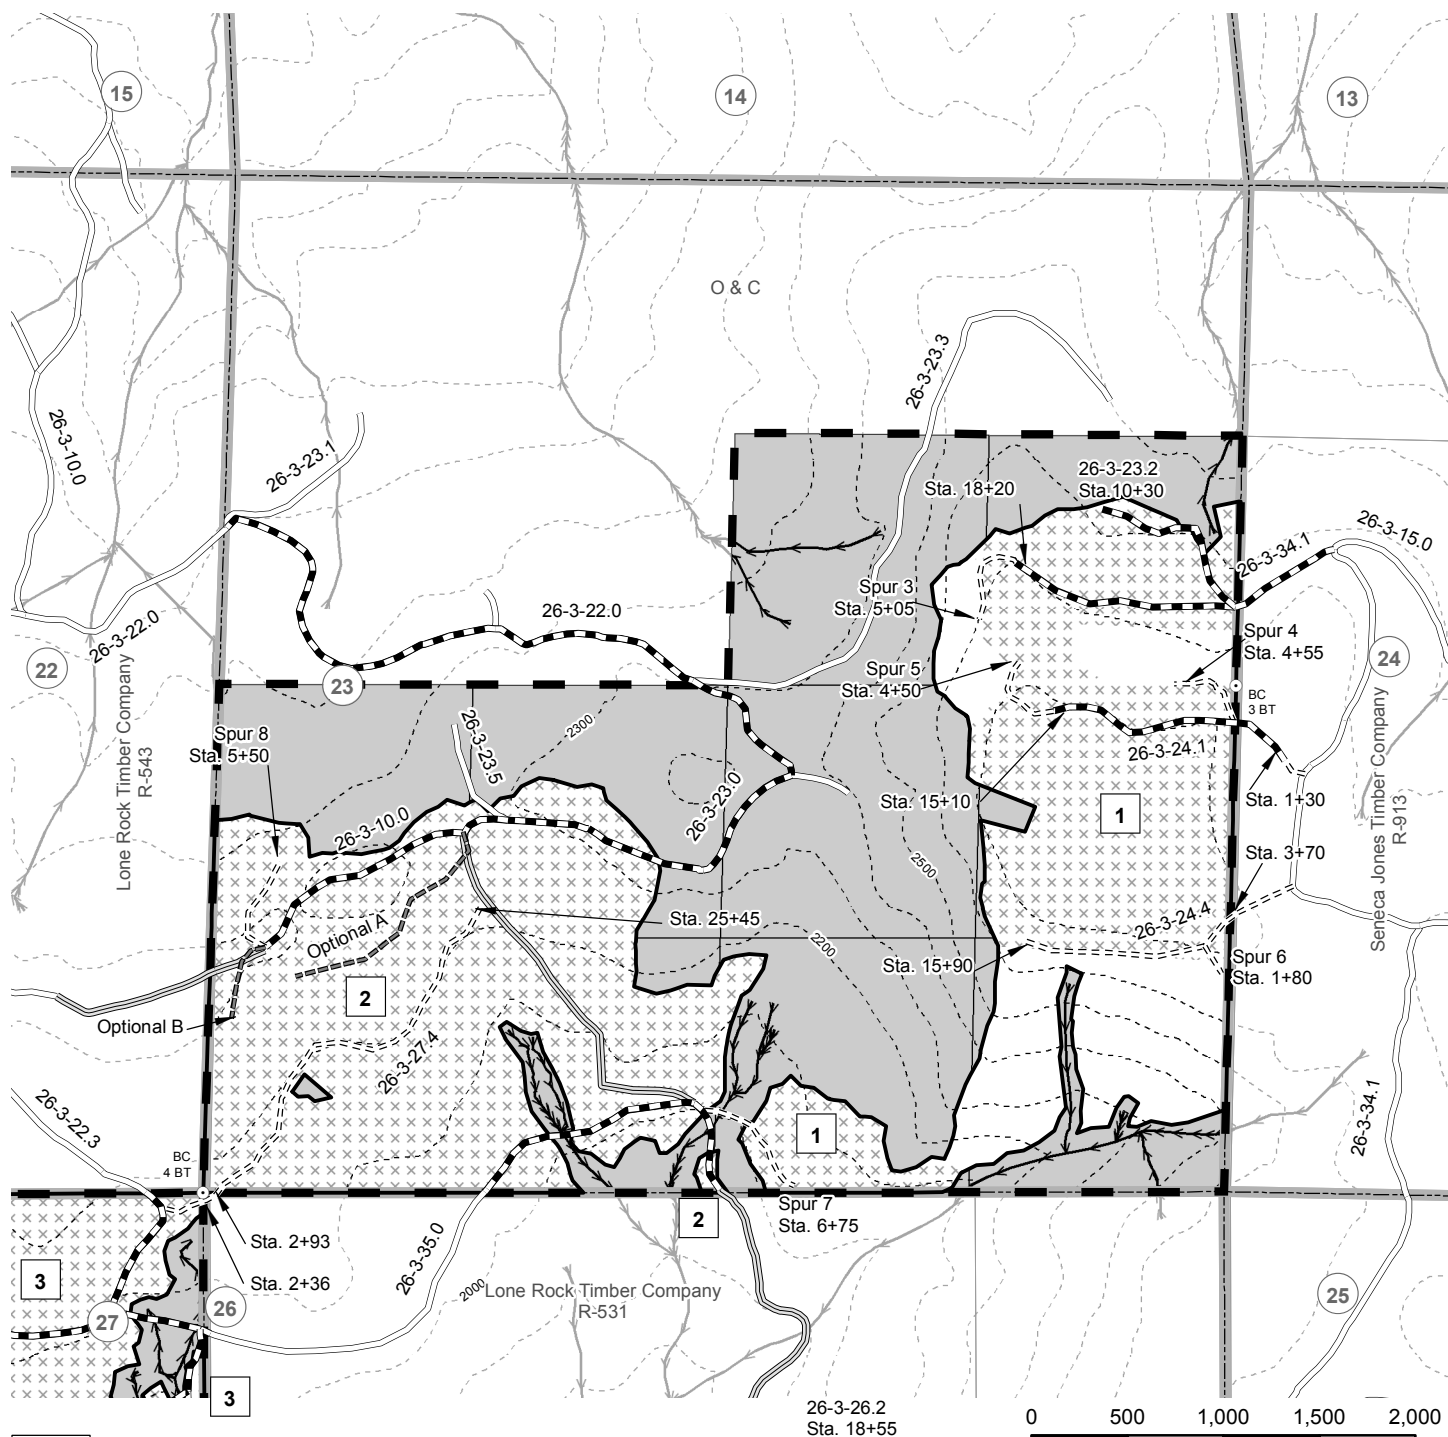 15
14
13
O & C
26-3-23.3
26-3-10.0
26-3-23.1
26-3-23.2
Sta.10+30
Sta. 18+20
26-3-15.0
26-3-34.1
Spur 3
Sta. 5+05
26-3-22.0
26-3-22.0
Spur 4
Sta. 4+55
22
23
24
Spur 5
Sta. 4+50
BC
3 BT
Lone Rock Timber Company
R-543
Spur 8
Sta. 5+50
26-3-23.5
2300
26-3-24.1
Seneca Jones Timber Company
R-913
26-3-23.0
Sta. 15+10
1
Sta. 1+30
26-3-10.0
Sta. 3+70
2500
Optional A
Sta. 25+45
26-3-24.4
2200
Sta. 15+90
Spur 6
Sta. 1+80
2
Optional B
26-3-27.4
26-3-22.3
26-3-34.1
1
BC
4 BT
Spur 7
Sta. 6+75
2
Sta. 2+93
26-3-35.0
3
Sta. 2+36
2000
Lone Rock Timber Company
R-531
27
26
25
3
26-3-26.2
Sta. 18+55
0 500 1,000 1,500 2,000